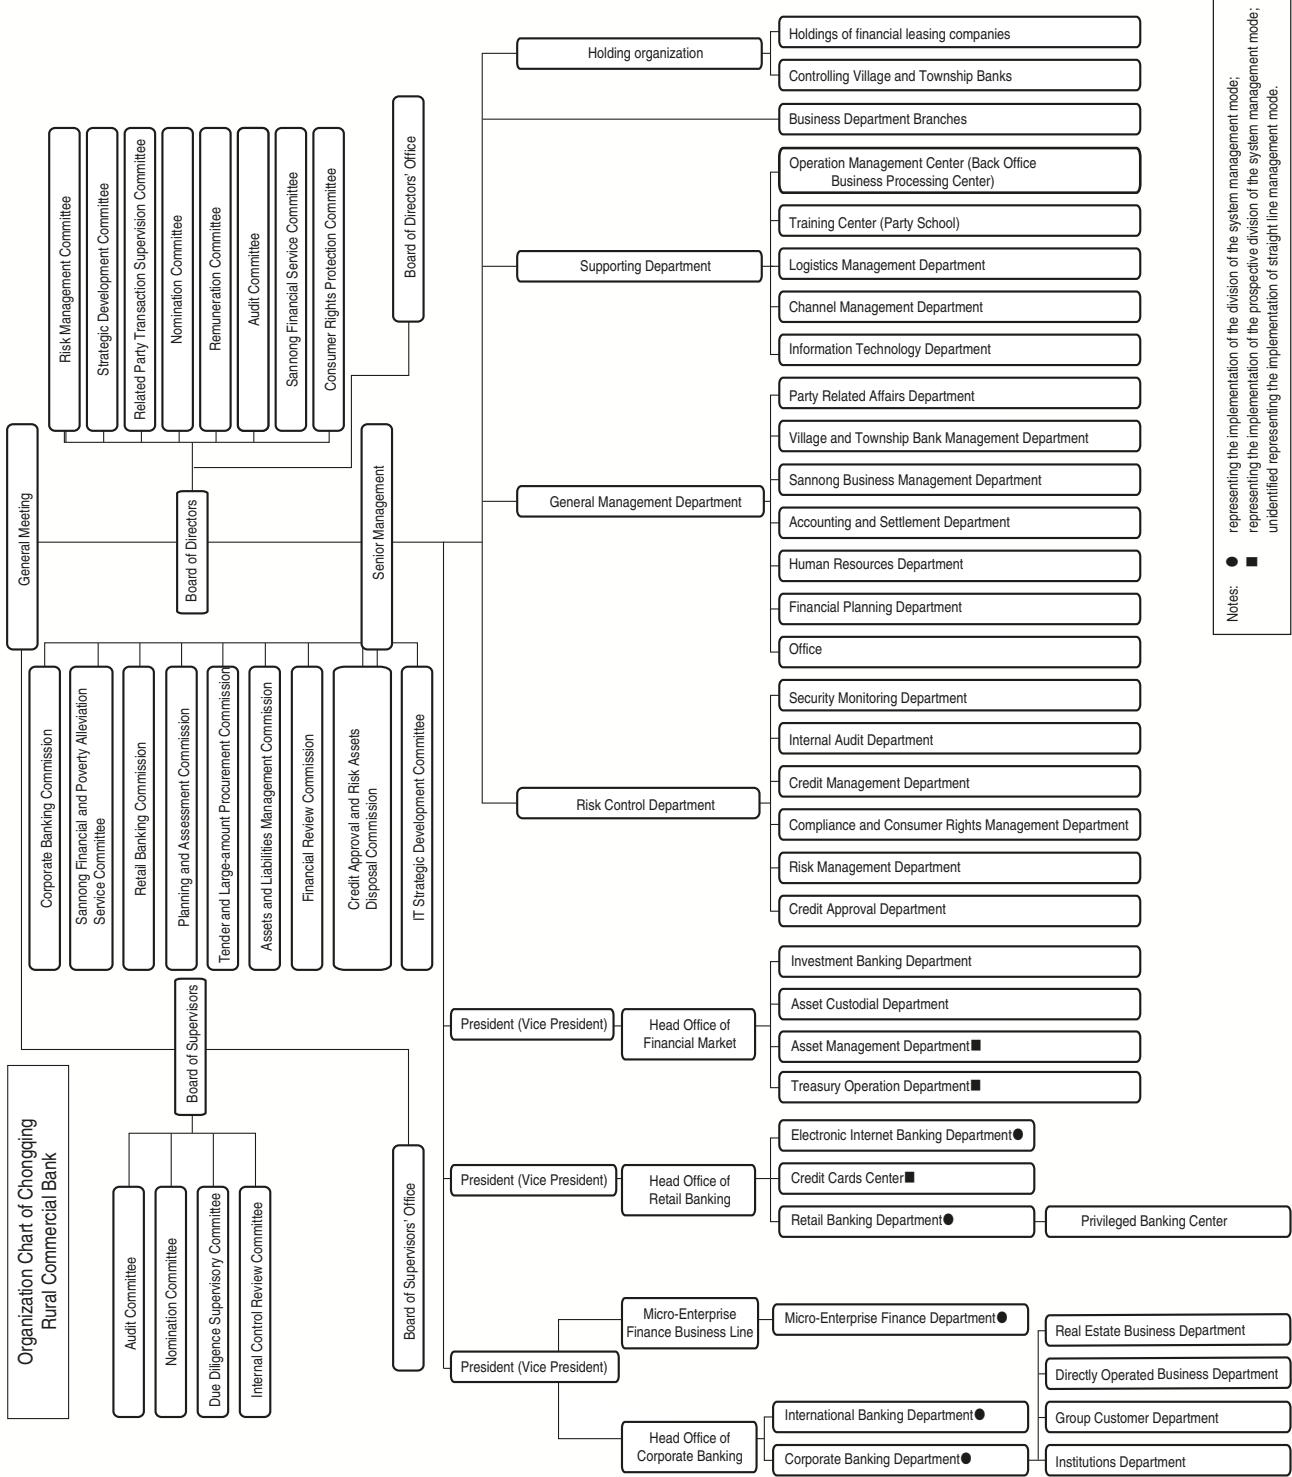 Organization Chart of Chongqing
Rural Commercial Bank
General Meeting
Board of Supervisors
Audit Committee
Nomination Committee
Due Diligence Supervisory Committee
Internal Control Review Committee
Board of Supervisors' Office
Board of Directors
Risk Management Committee
Strategic Development Committee
Related Party Transaction Supervision Committee
Nomination Committee
Remuneration Committee
Audit Committee
Sannong Financial Service Committee
Consumer Rights Protection Committee
Board of Directors' Office
Senior Management
Corporate Banking Commission
Sannong Financial and Poverty Alleviation
Service Committee
Retail Banking Commission
Planning and Assessment Commission
Tender and Large-amount Procurement Commission
Assets and Liabilities Management Commission
Financial Review Commission
Credit Approval and Risk Assets
Disposal Commission
IT Strategic Development Committee
Holding organization
Holdings of financial leasing companies
Controlling Village and Township Banks
Business Department Branches
Supporting Department
Operation Management Center (Back Office
Business Processing Center)
Training Center (Party School)
Logistics Management Department
Channel Management Department
Information Technology Department
General Management Department
Party Related Affairs Department
Village and Township Bank Management Department
Sannong Business Management Department
Accounting and Settlement Department
Human Resources Department
Financial Planning Department
Office
Risk Control Department
Security Monitoring Department
Internal Audit Department
Credit Management Department
Compliance and Consumer Rights Management Department
Risk Management Department
Credit Approval Department
President (Vice President)
Head Office of
Financial Market
Investment Banking Department
Asset Custodial Department
Asset Management Department■
Treasury Operation Department■
President (Vice President)
Head Office of
Retail Banking
Electronic Internet Banking Department●
Credit Cards Center■
Retail Banking Department●
Privileged Banking Center
President (Vice President)
Micro-Enterprise
Finance Business Line
Micro-Enterprise Finance Department●
Head Office of
Corporate Banking
International Banking Department●
Corporate Banking Department●
Real Estate Business Department
Directly Operated Business Department
Group Customer Department
Institutions Department
Notes: ● representing the implementation of the division of the system management mode;
■ representing the implementation of the prospective division of the system management mode;
unidentified representing the implementation of straight line management mode.